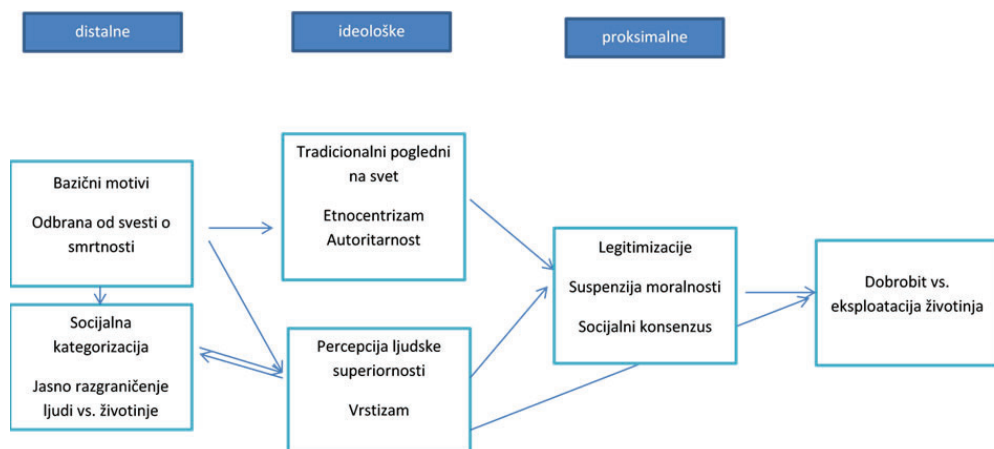 distalne
ideološke
proksimalne
Bazični motivi
Odbrana od svesti o
smrtnosti
Socijalna
kategorizacija
Jasno razgraničenje
ljudi vs. životinje
Tradicionalni pogledni
na svet
Etnocentrizam
Autoritarnost
Percepcija ljudske
superiornosti
Vrstizam
Legitimizacije
Suspenzija moralnosti
Socijalni konsenzus
Dobrobit vs.
eksploatacija životinja